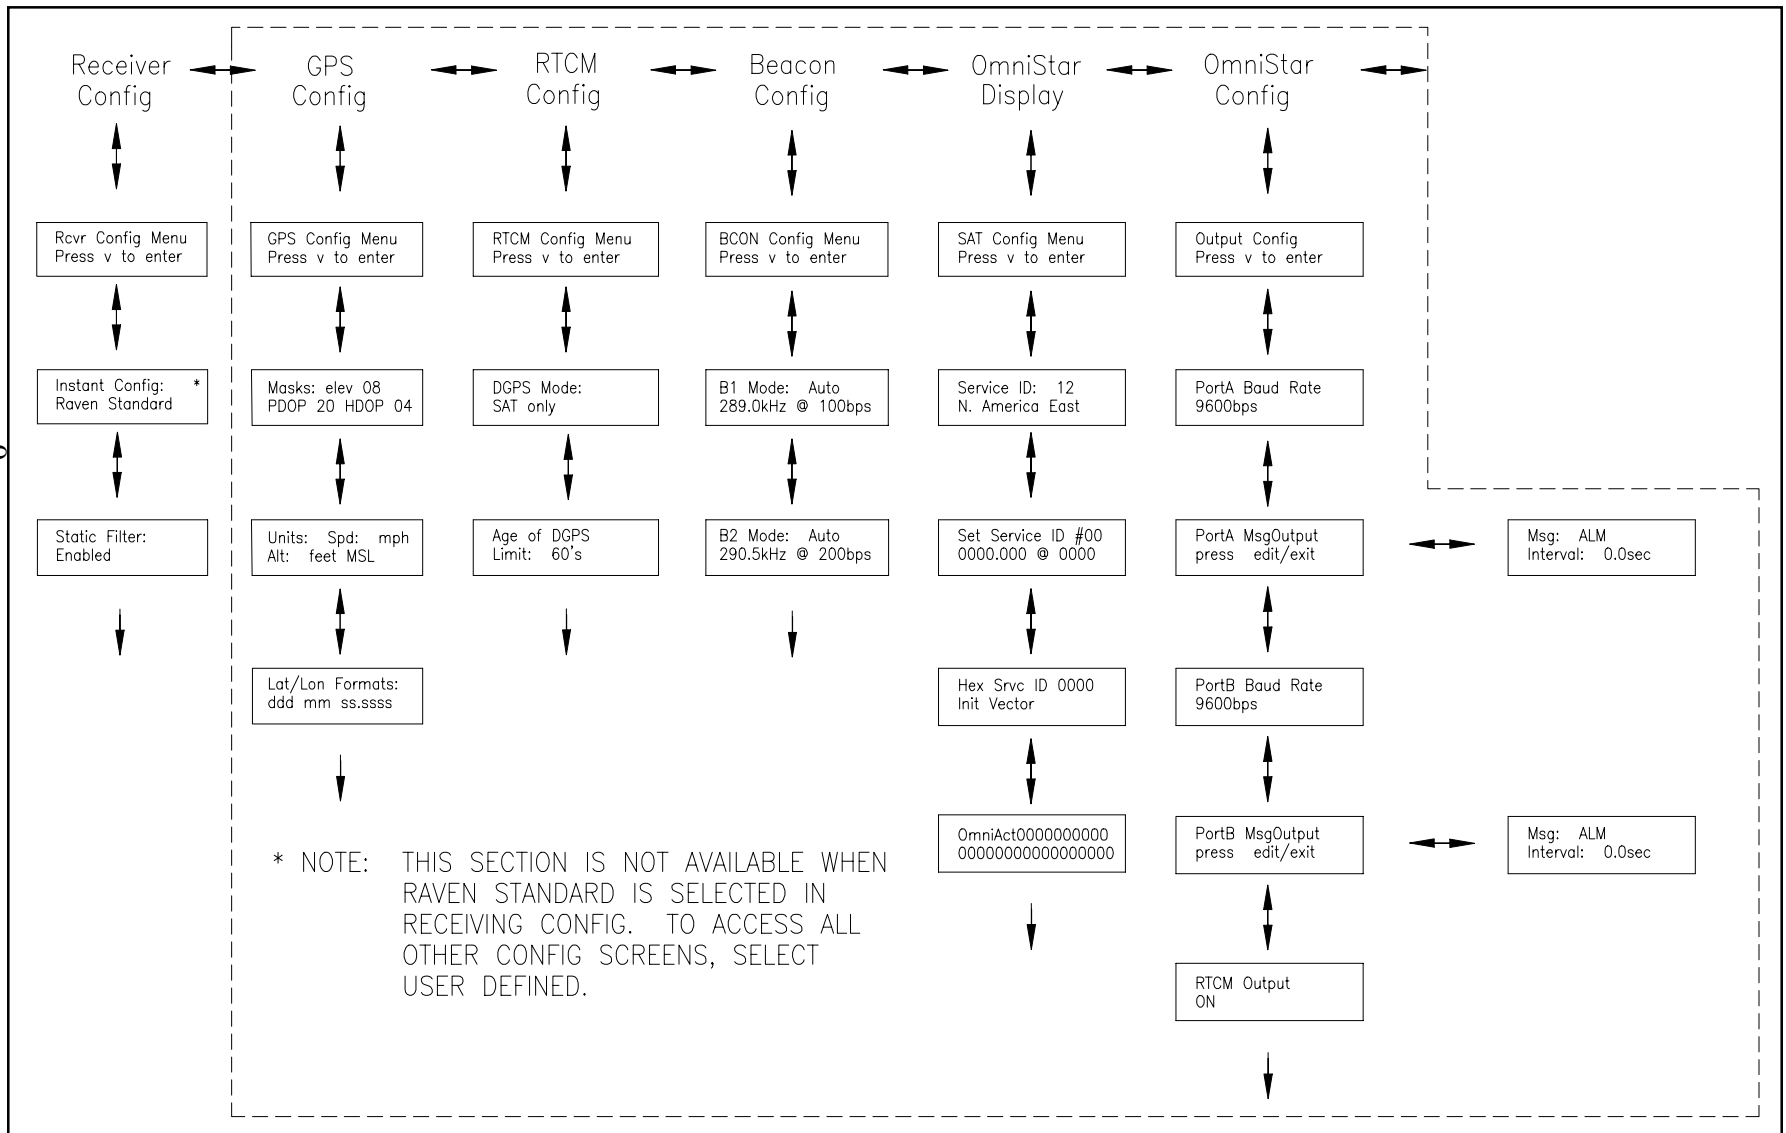 Receiver
Config
GPS
Config
RTCM
Config
Beacon
Config
OmniStar
Display
OmniStar
Config
Rcvr Config Menu
Press v to enter
GPS Config Menu
Press v to enter
RTCM Config Menu
Press v to enter
BCON Config Menu
Press v to enter
SAT Config Menu
Press v to enter
Output Config
Press v to enter
Instant Config: *
Raven Standard
Masks: elev 08
PDOP 20 HDOP 04
DGPS Mode:
SAT only
B1 Mode: Auto
289.0kHz @ 100bps
Service ID: 12
N. America East
PortA Baud Rate
9600bps
Static Filter:
Enabled
Units: Spd: mph
Alt: feet MSL
Age of DGPS
Limit: 60's
B2 Mode: Auto
290.5kHz @ 200bps
Set Service ID #00
0000.000 @ 0000
PortA MsgOutput
press edit/exit
Msg: ALM
Interval: 0.0sec
Lat/Lon Formats:
ddd mm ss.ssss
Hex Srvc ID 0000
Init Vector
PortB Baud Rate
9600bps
OmniAct0000000000
00000000000000000
PortB MsgOutput
press edit/exit
Msg: ALM
Interval: 0.0sec
* NOTE: THIS SECTION IS NOT AVAILABLE WHEN
RAVEN STANDARD IS SELECTED IN
RECEIVING CONFIG. TO ACCESS ALL
OTHER CONFIG SCREENS, SELECT
USER DEFINED.
RTCM Output
ON